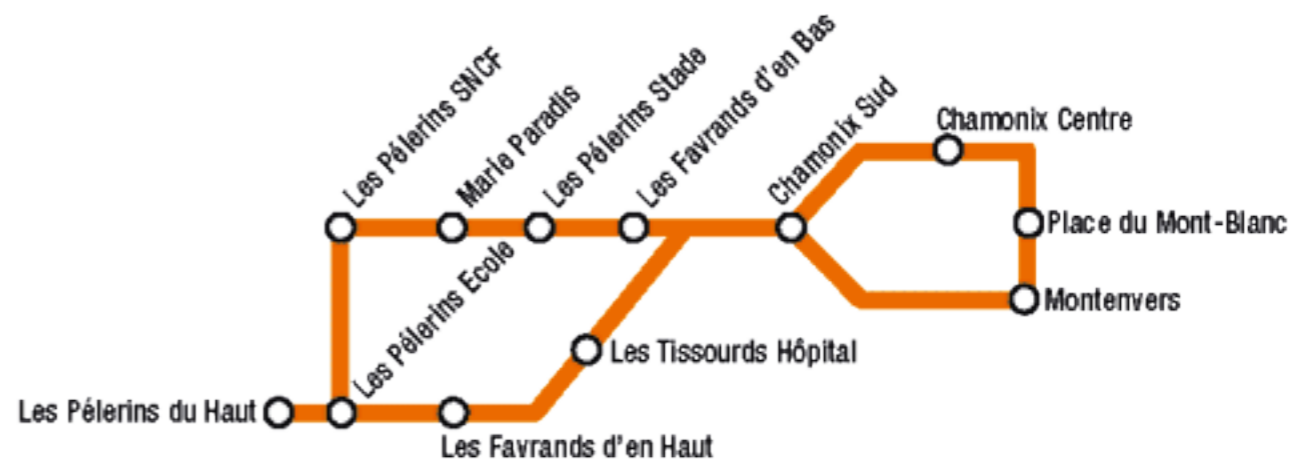 Les Pélerins SNCF
Marie Paradis
Les Pélerins Stade
Les Favrands d'en Bas
Chamonix Sud
Chamonix Centre
Place du Mont-Blanc
Montenvers
Les Pélerins Ecole
Les Tissourds Hôpital
Les Pélerins du Haut
Les Favrands d'en Haut